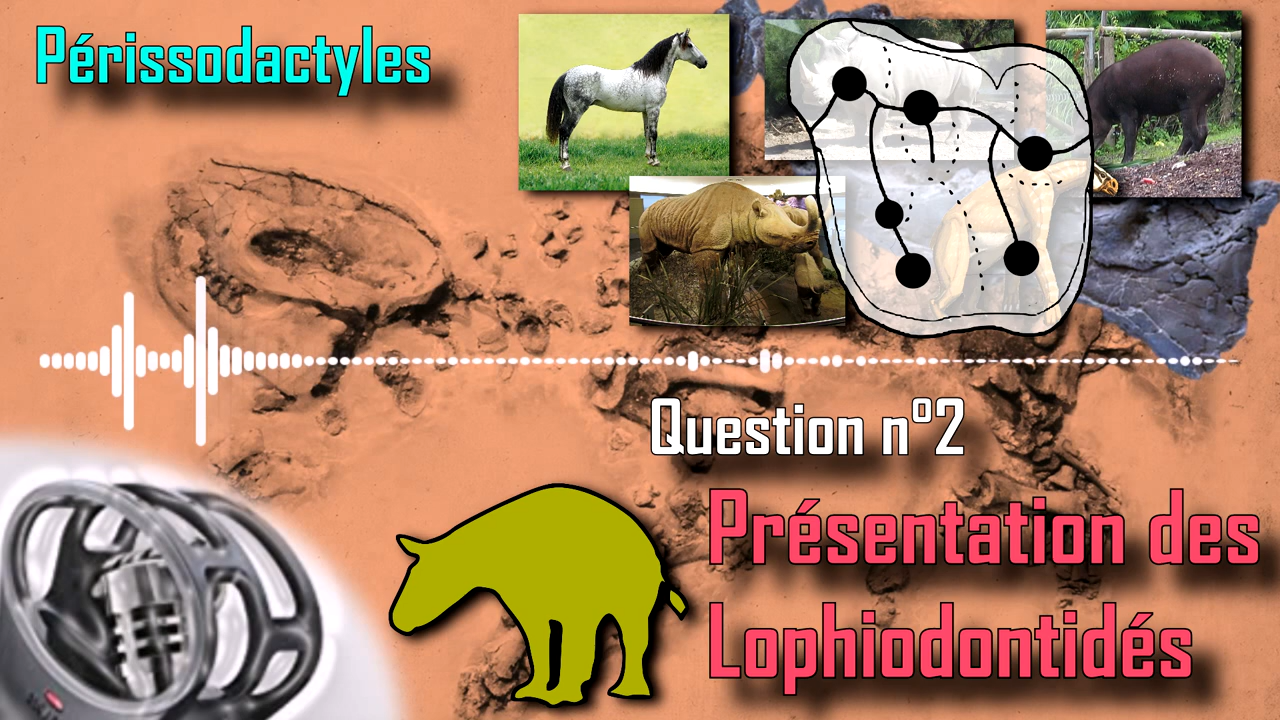 Périssodactyles
Question n°2
Présentation des
Lophiodontidés